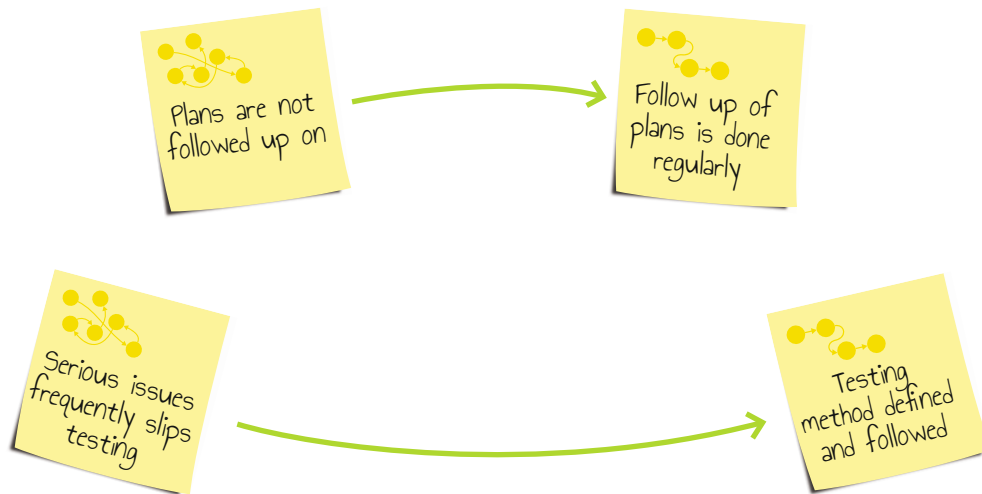 Plans are not
followed up on
Follow up of
plans is done
regularly
Serious issues
frequently slips
testing
Testing
method defined
and followed